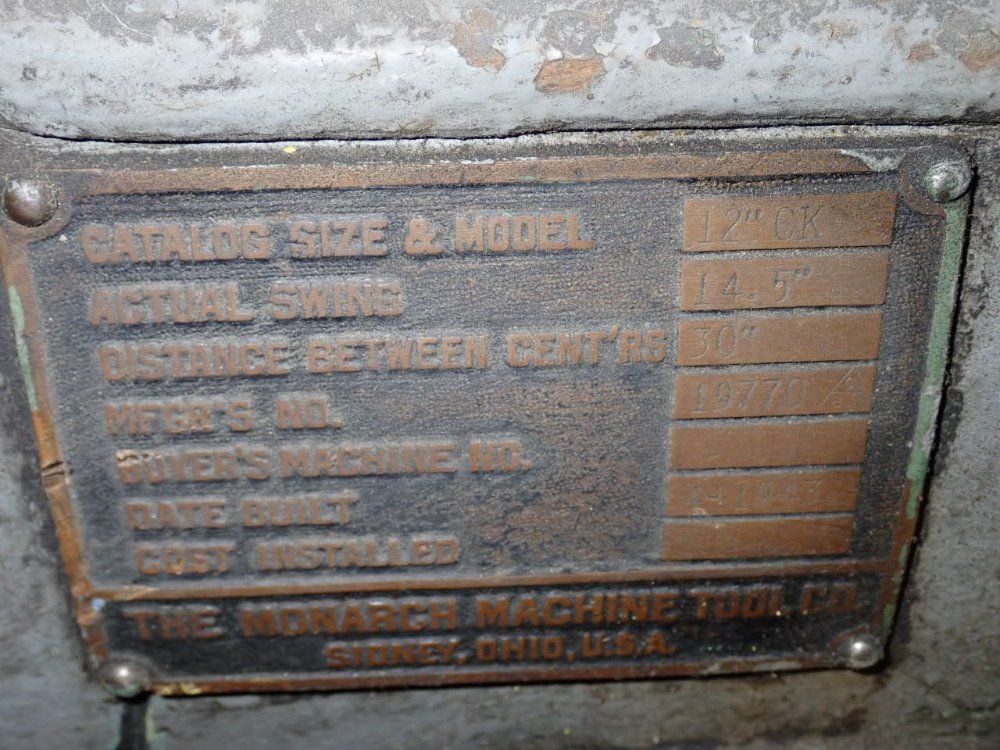 CATALOG SIZE & MODEL 12" CK
ACTUAL SWING 14.5"
DISTANCE BETWEEN CENT'RS 30"
MFGR'S NO. 19770
BUYER'S MACHINE NO.
DATE BUILT
COST INSTALLED
THE MONARCH MACHINE TOOL CO.
SIDNEY, OHIO, U.S.A.